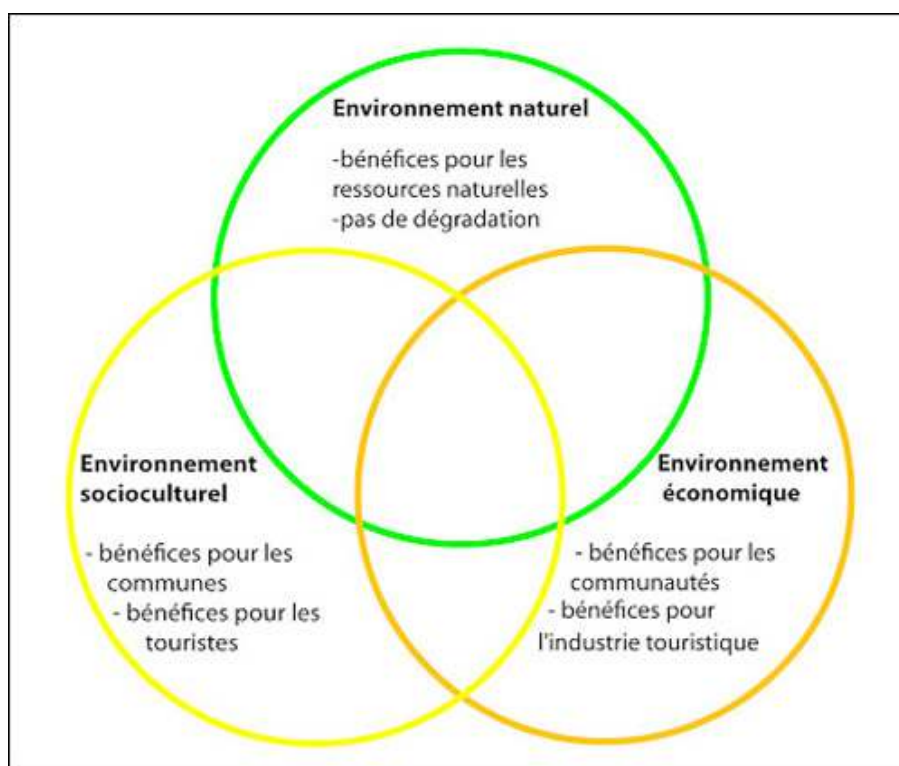 Environnement naturel
-bénéfices pour les
ressources naturelles
-pas de dégradation
Environnement
socioculturel
- bénéfices pour les
communes
- bénéfices pour les
touristes
Environnement
économique
- bénéfices pour les
communautés
- bénéfices pour
l'industrie touristique